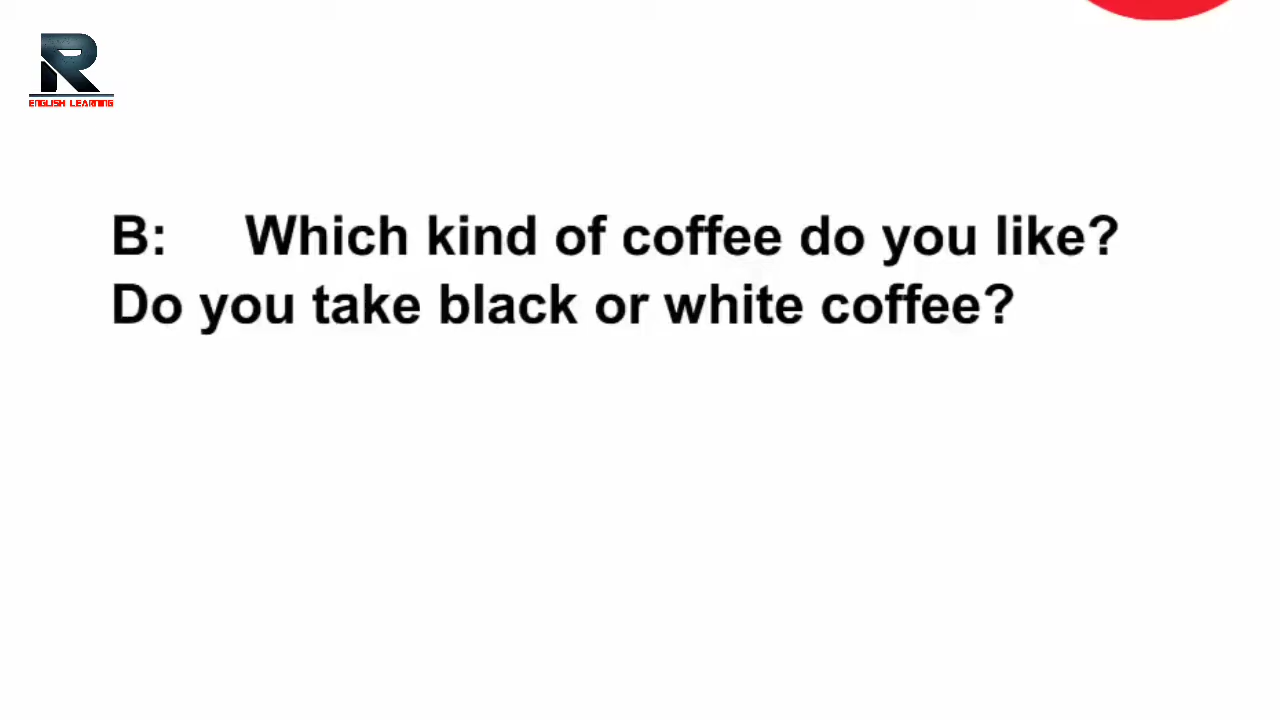 R
ENGLISH LEARNING
B: Which kind of coffee do you like?
Do you take black or white coffee?